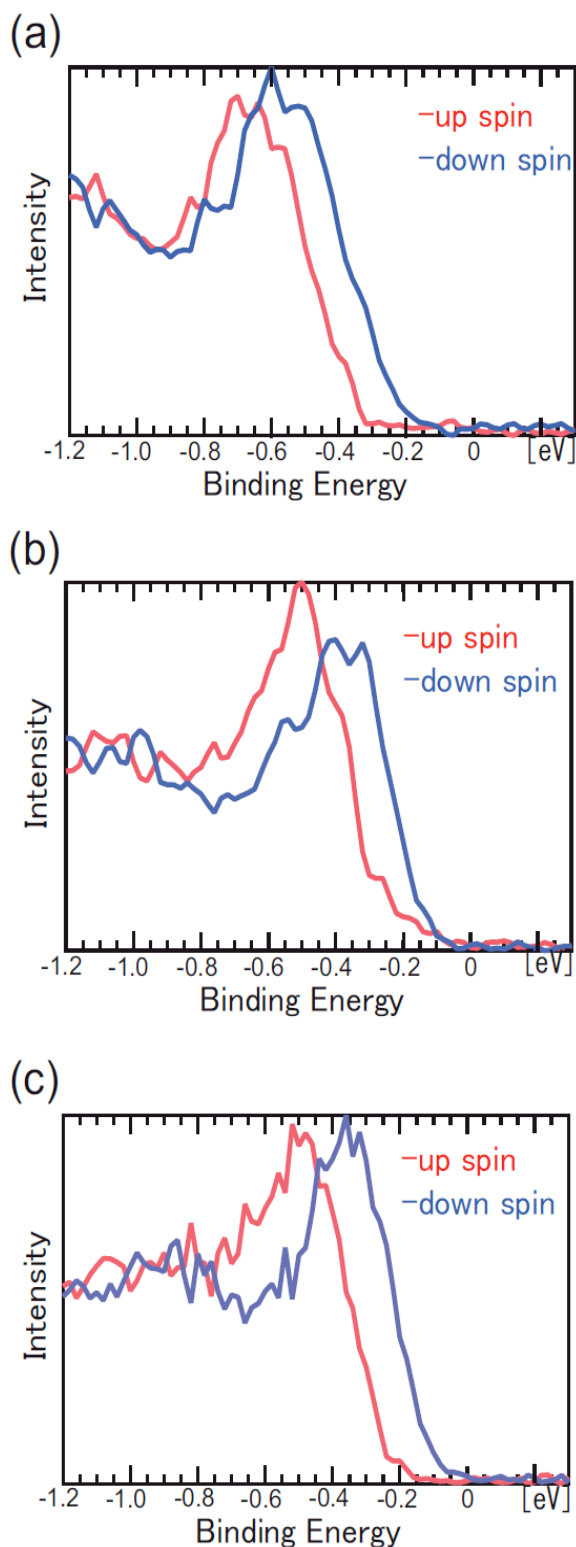 (a)
–up spin
–down spin
Intensity
-1.2 -1.0 -0.8 -0.6 -0.4 -0.2 0 [eV]
Binding Energy
(b)
–up spin
–down spin
Intensity
-1.2 -1.0 -0.8 -0.6 -0.4 -0.2 0 [eV]
Binding Energy
(c)
–up spin
–down spin
Intensity
-1.2 -1.0 -0.8 -0.6 -0.4 -0.2 0 [eV]
Binding Energy